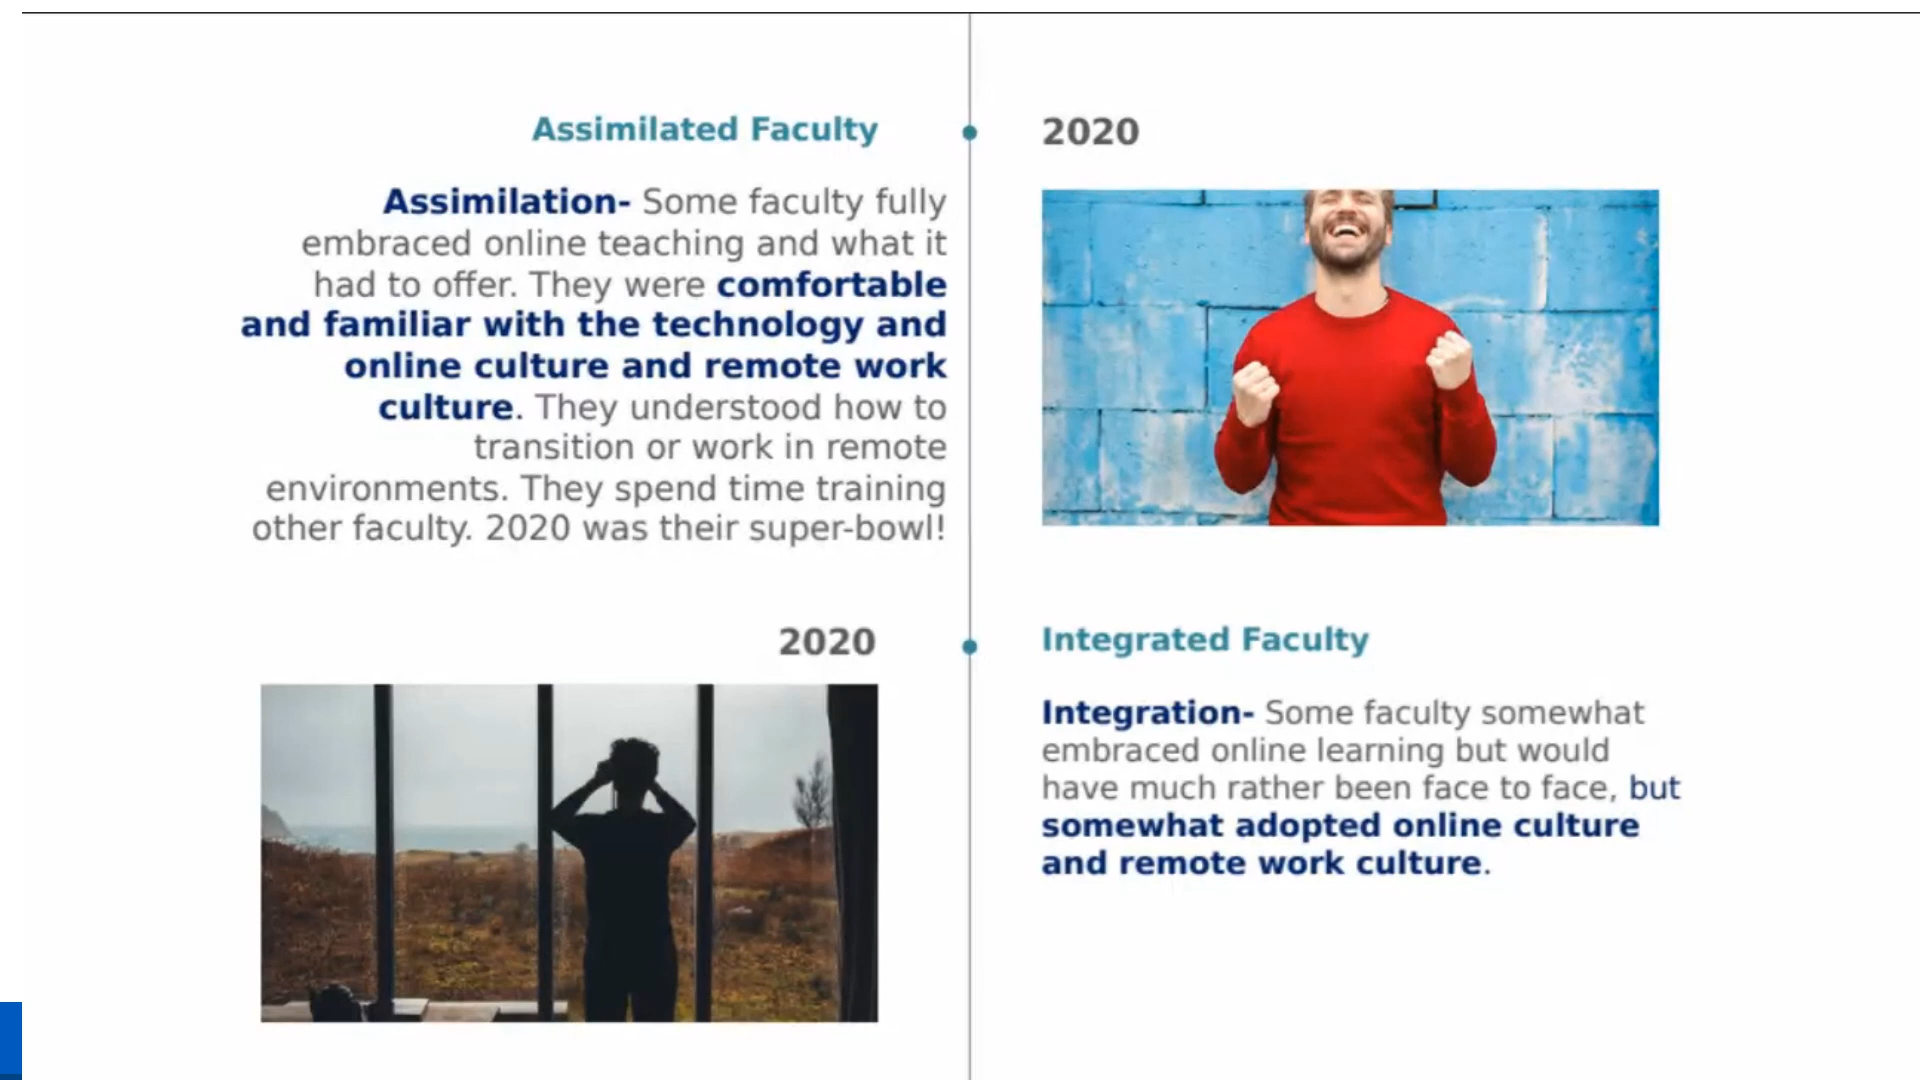 Assimilated Faculty
2020
Assimilation- Some faculty fully
embraced online teaching and what it
had to offer. They were comfortable
and familiar with the technology and
online culture and remote work
culture. They understood how to
transition or work in remote
environments. They spend time training
other faculty. 2020 was their super-bowl!
2020
Integrated Faculty
Integration- Some faculty somewhat
embraced online learning but would
have much rather been face to face, but
somewhat adopted online culture
and remote work culture.